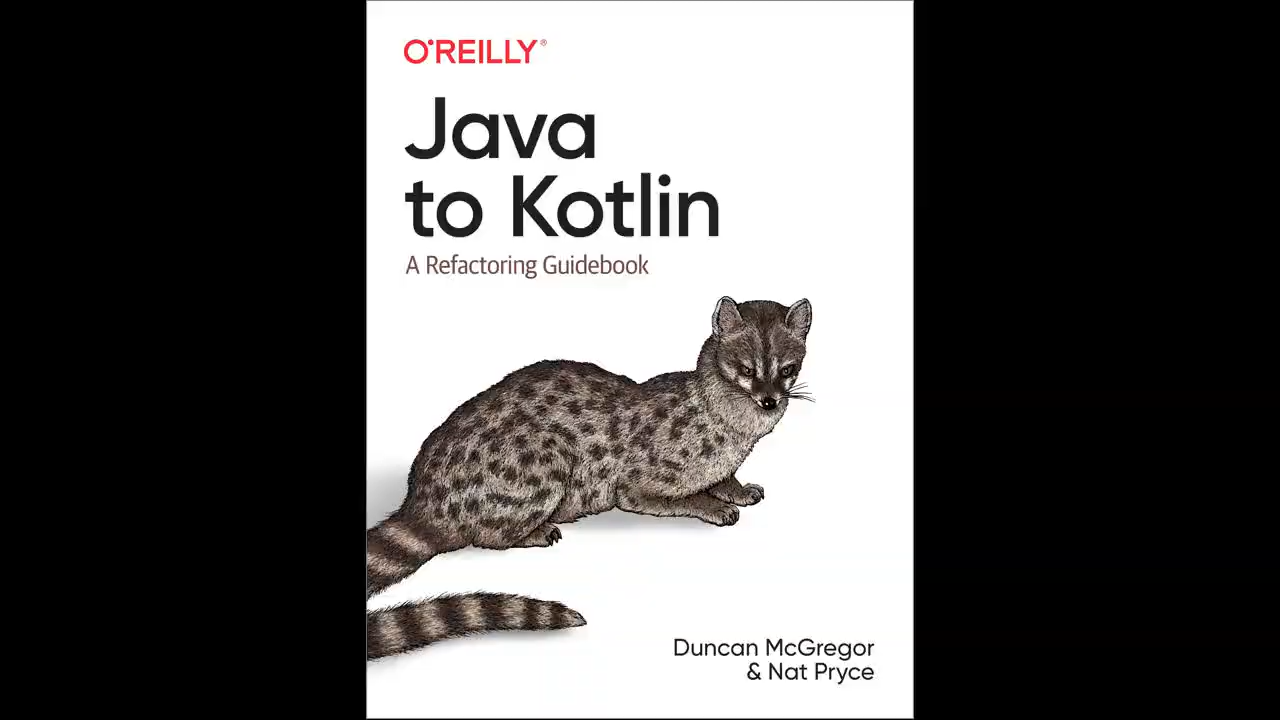 O'REILLY®
Java
to Kotlin
A Refactoring Guidebook
Duncan McGregor
& Nat Pryce